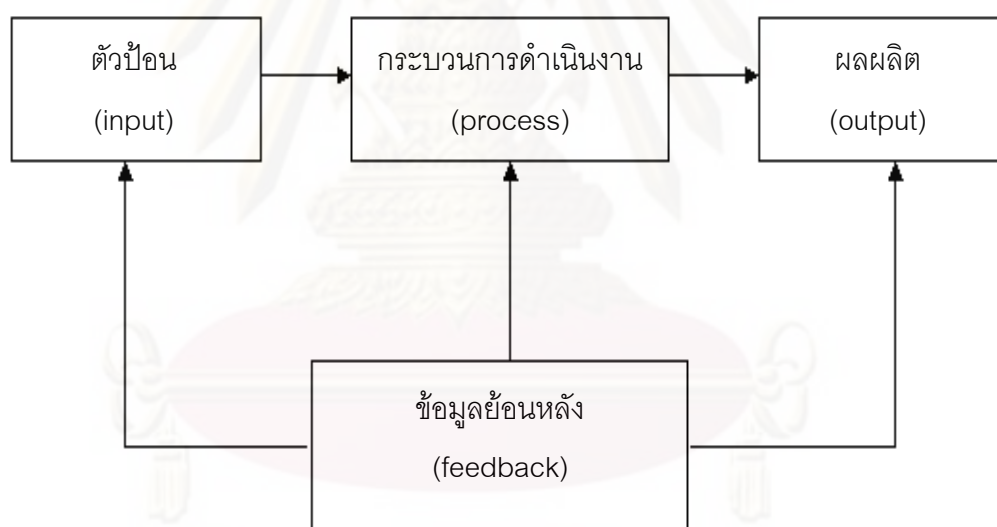 ตัวป้อน
(input)
กระบวนการดำเนินงาน
(process)
ผลผลิต
(output)
ข้อมูลย้อนหลัง
(feedback)